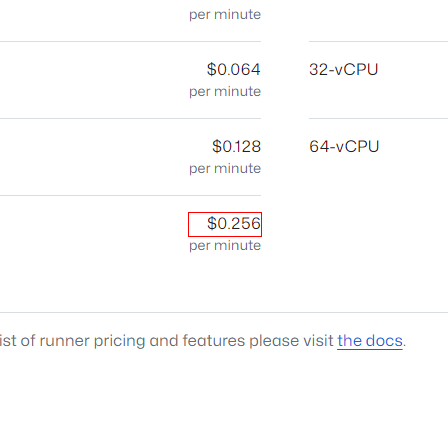 per minute
$0.064
per minute
32-vCPU
$0.128
per minute
64-vCPU
$0.256
per minute
ist of runner pricing and features please visit the docs.